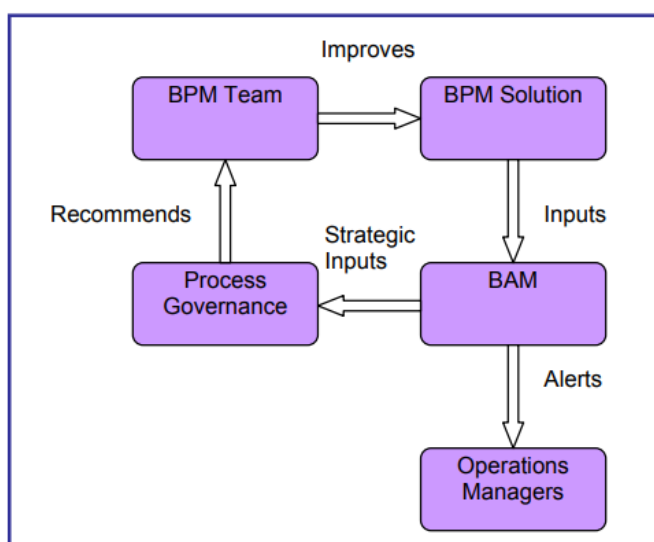 Improves
BPM Team
BPM Solution
Recommends
Strategic
Inputs
Inputs
Process
Governance
BAM
Alerts
Operations
Managers